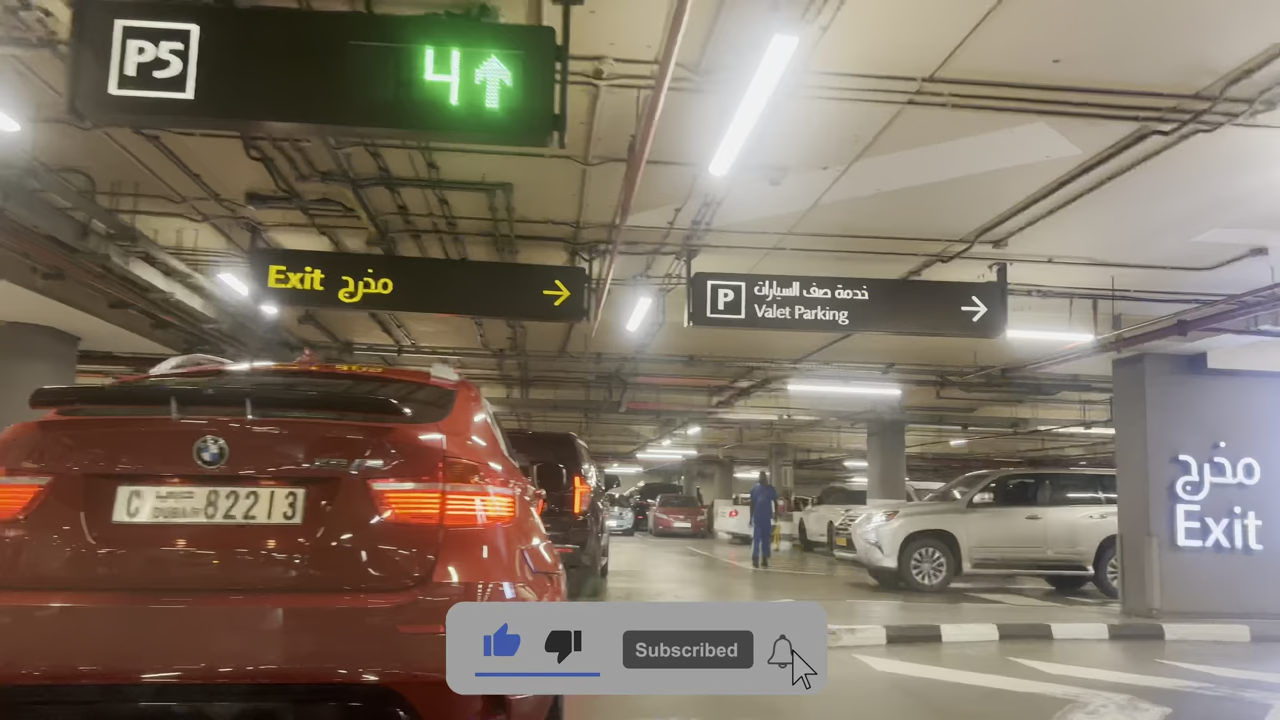 P5
4↑
Exit مخرج →
P
خدمة صف السيارات
Valet Parking →
C DUBAI 82213
مخرج
Exit
Subscribed